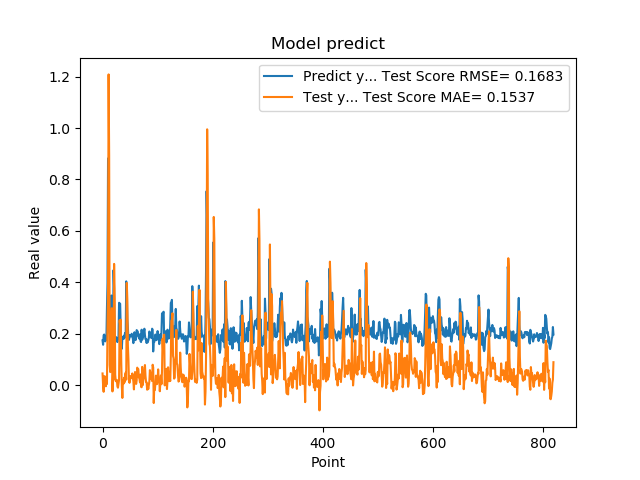 Model predict
Predict y... Test Score RMSE= 0.1683
Test y... Test Score MAE= 0.1537
Real value
1.2
1.0
0.8
0.6
0.4
0.2
0.0
0 200 400 600 800
Point